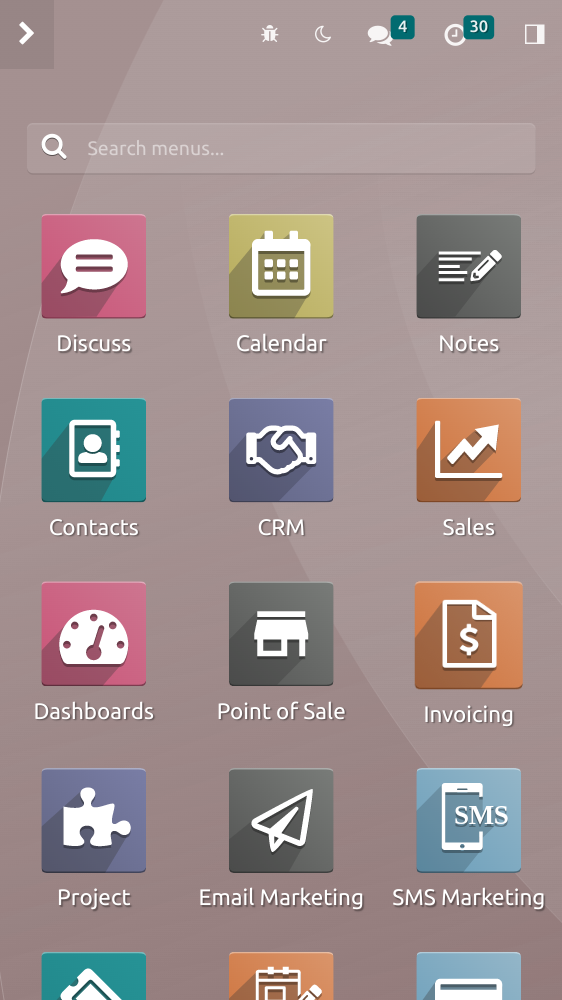 4 30
Search menus...
Discuss Calendar Notes
Contacts CRM Sales
Dashboards Point of Sale Invoicing
SMS
Project Email Marketing SMS Marketing